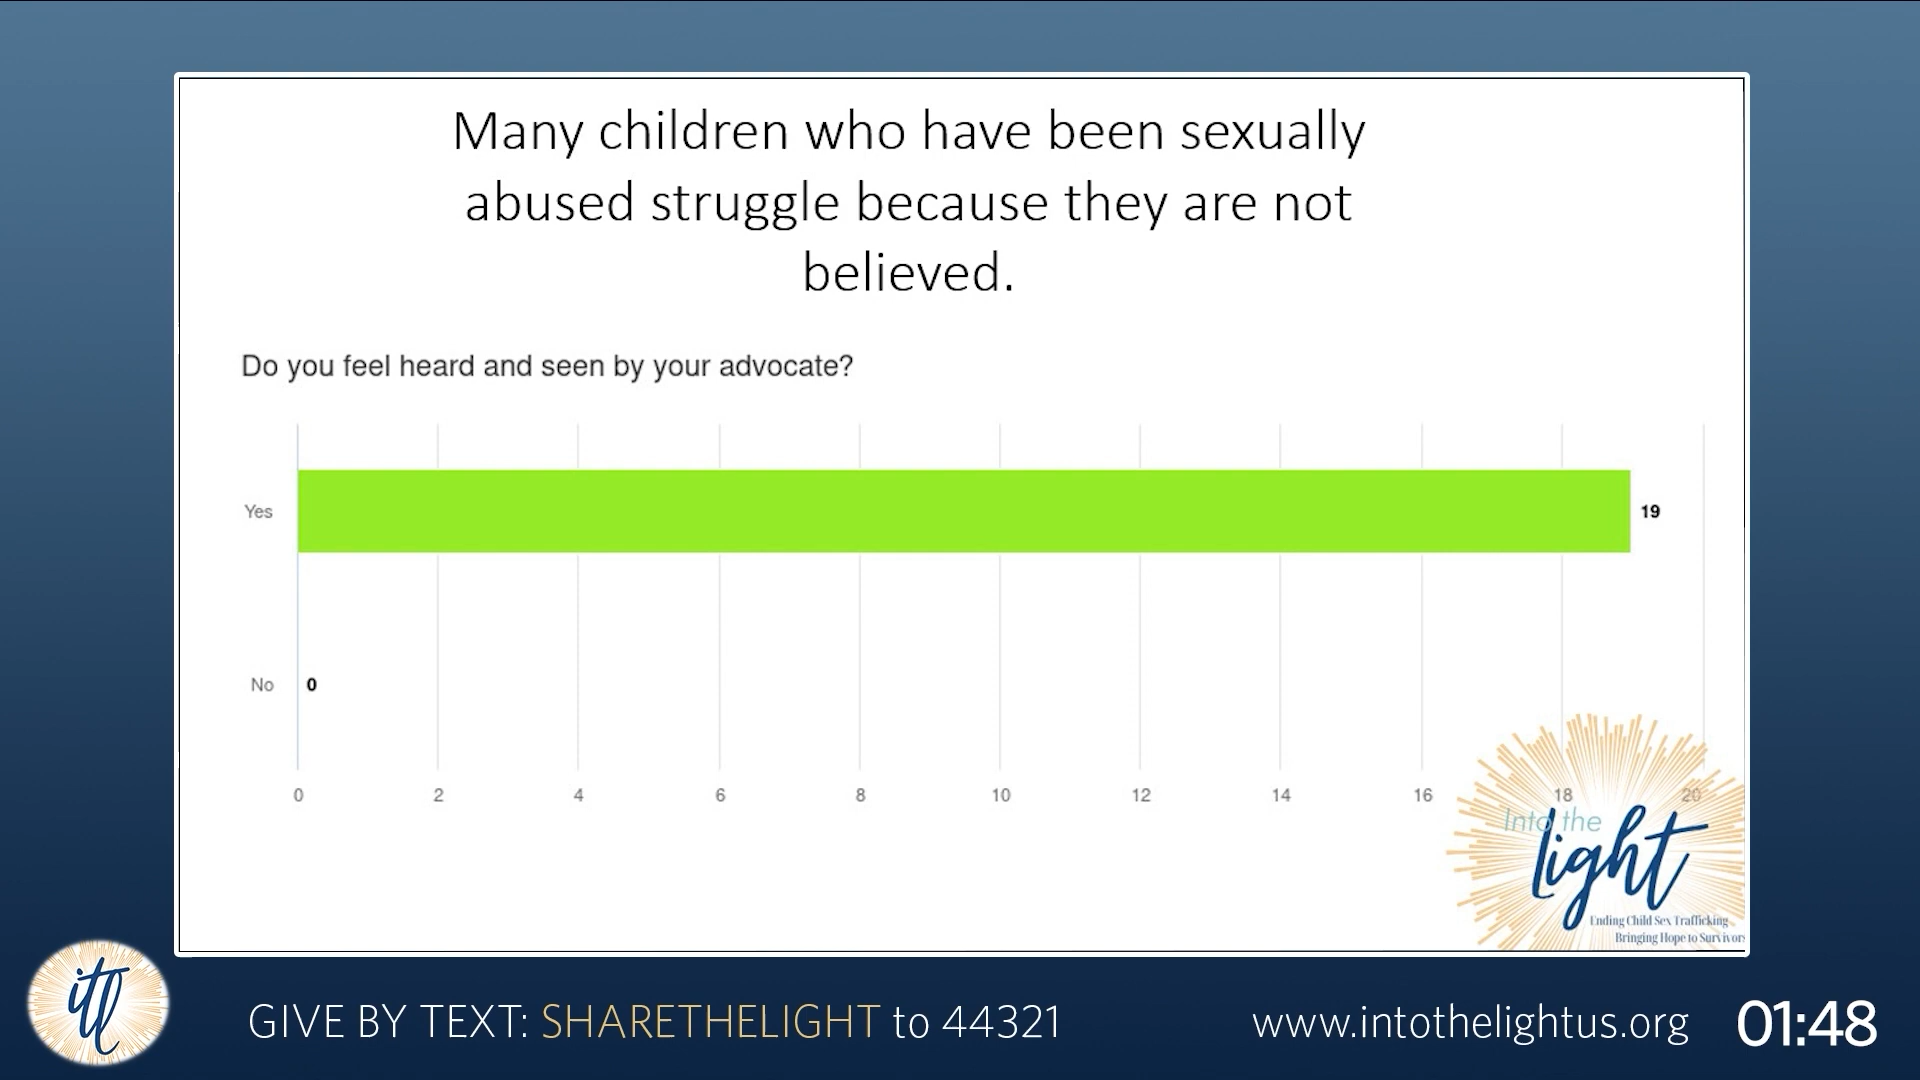 Many children who have been sexually
abused struggle because they are not
believed.
Do you feel heard and seen by your advocate?
Yes
19
No
0
0 2 4 6 8 10 12 14 16 18 20
Into the
light
Ending Child Sex Trafficking
Bringing Hope to Survivors
itl
GIVE BY TEXT: SHARETHELIGHT to 44321
www.intothelightus.org
01:48